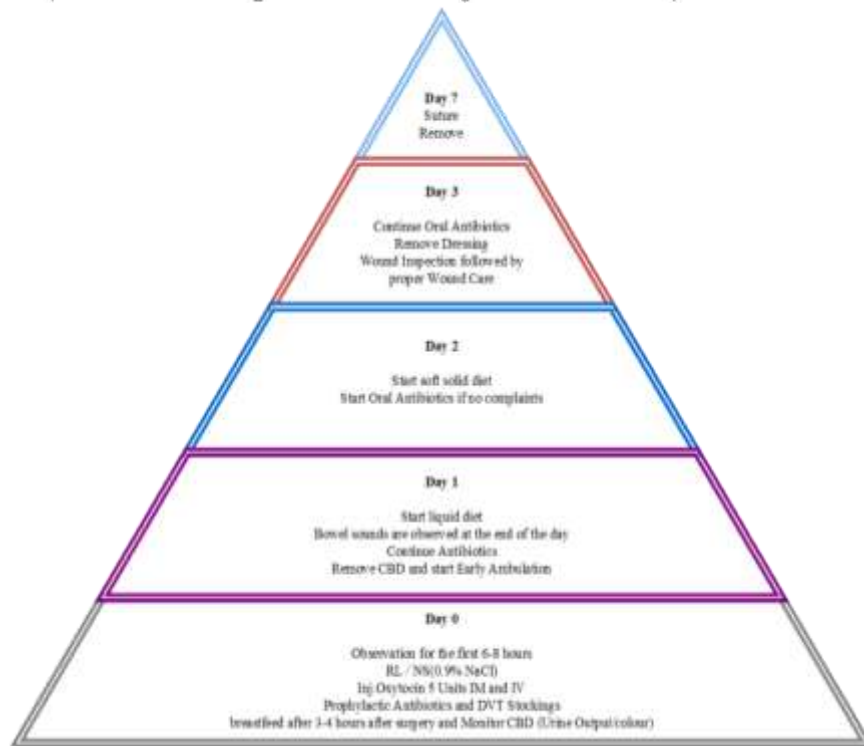 Day 7
Suture
Remove
Day 3
Continue Oral Antibiotics
Remove Dressing
Wound Inspection followed by
proper Wound Care
Day 2
Start soft solid diet
Start Oral Antibiotics if no complaints
Day 1
Start liquid diet
Bowel sounds are observed at the end of the day
Continue Antibiotics
Remove CBD and start Early Ambulation
Day 0
Observation for the first 6-8 hours
RL / NS(0.9% NaCl)
Inj Oxytocin 5 Units IM and IV
Prophylactic Antibiotics and DVT Stockings
breastfeed after 3-4 hours after surgery and Monitor CBD (Urine Output/colour)